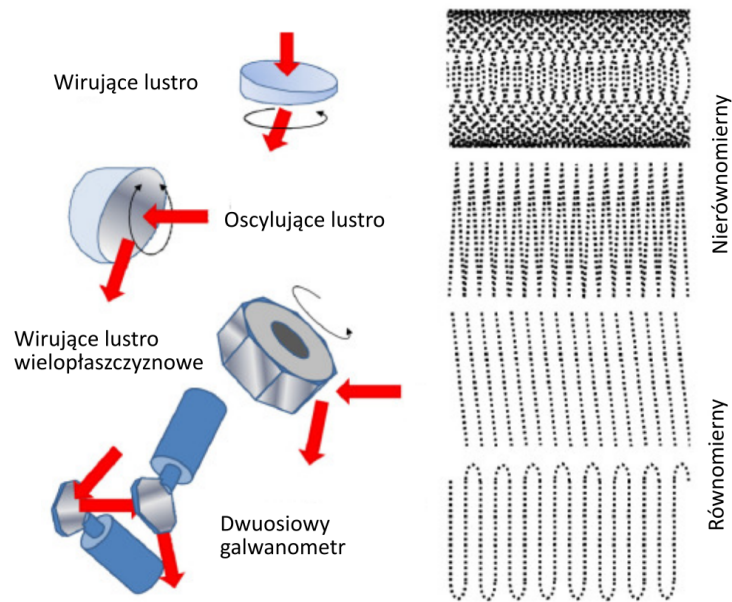 Wirujące lustro
Oscylujące lustro
Wirujące lustro
wielopłaszczyznowe
Dwuosiowy
galwanometr
Nierównomierny
Równomierny